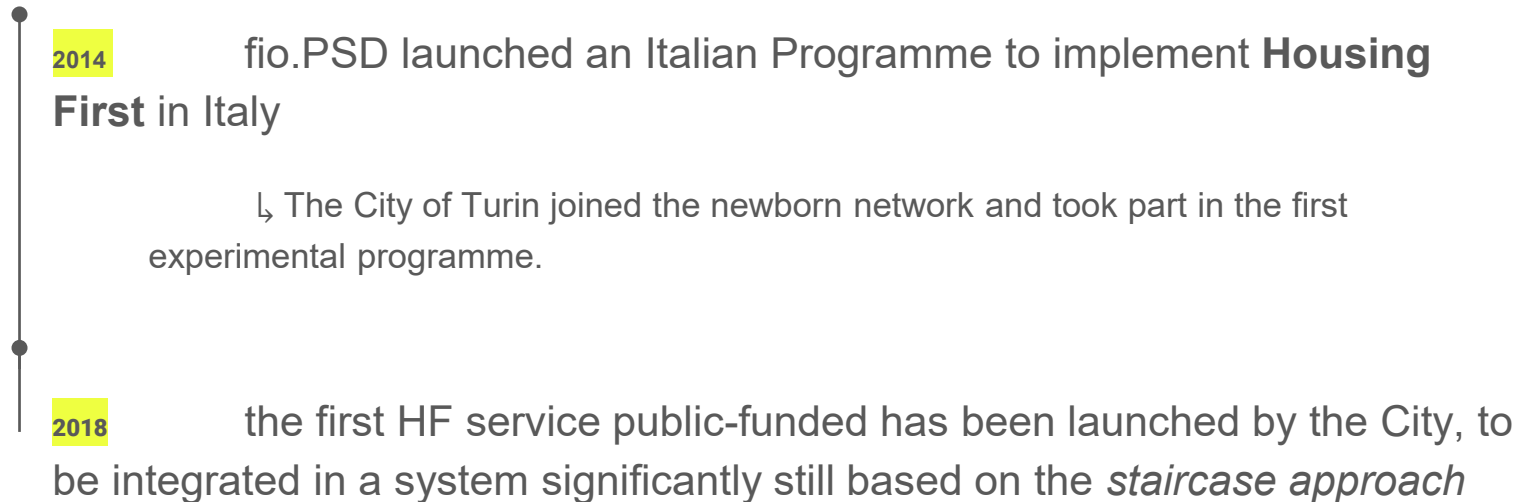 2014 fio.PSD launched an Italian Programme to implement Housing
First in Italy
↳ The City of Turin joined the newborn network and took part in the first
experimental programme.
2018 the first HF service public-funded has been launched by the City, to
be integrated in a system significantly still based on the staircase approach